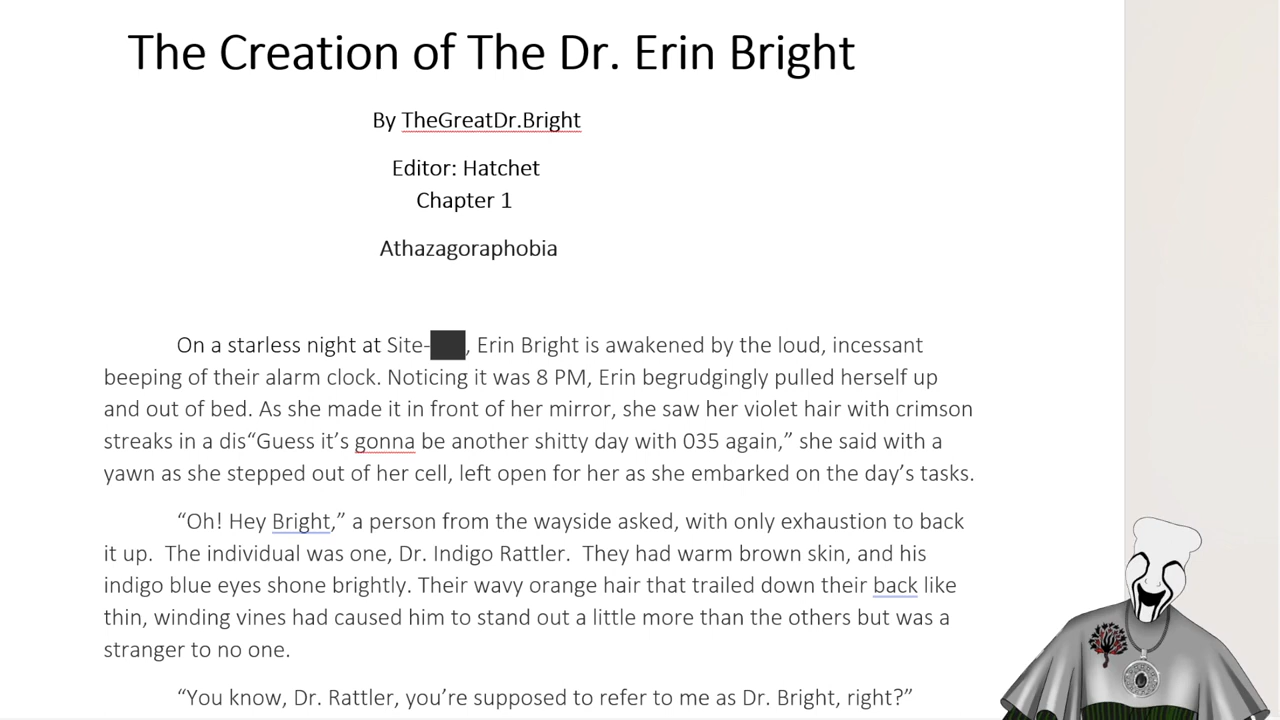 The Creation of The Dr. Erin Bright
By TheGreatDr.Bright
Editor: Hatchet
Chapter 1
Athazagoraphobia
On a starless night at Site-, Erin Bright is awakened by the loud, incessant
beeping of their alarm clock. Noticing it was 8 PM, Erin begrudgingly pulled herself up
and out of bed. As she made it in front of her mirror, she saw her violet hair with crimson
streaks in a dis“Guess it’s gonna be another shitty day with 035 again,” she said with a
yawn as she stepped out of her cell, left open for her as she embarked on the day’s tasks.
“Oh! Hey Bright,” a person from the wayside asked, with only exhaustion to back
it up.  The individual was one, Dr. Indigo Rattler.  They had warm brown skin, and his
indigo blue eyes shone brightly. Their wavy orange hair that trailed down their back like
thin, winding vines had caused him to stand out a little more than the others but was a
stranger to no one.
“You know, Dr. Rattler, you’re supposed to refer to me as Dr. Bright, right?”